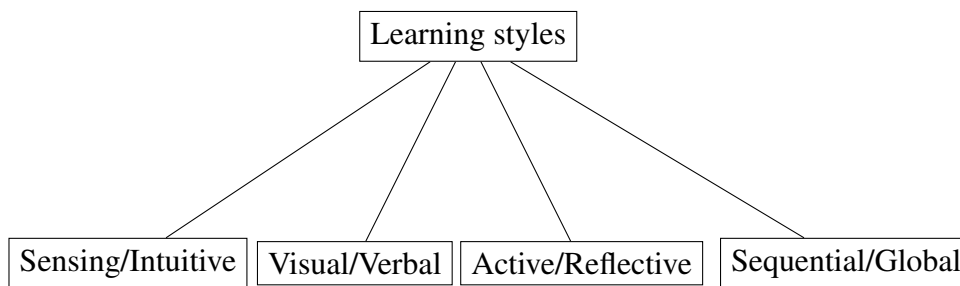 Learning styles
Sensing/Intuitive
Visual/Verbal
Active/Reflective
Sequential/Global